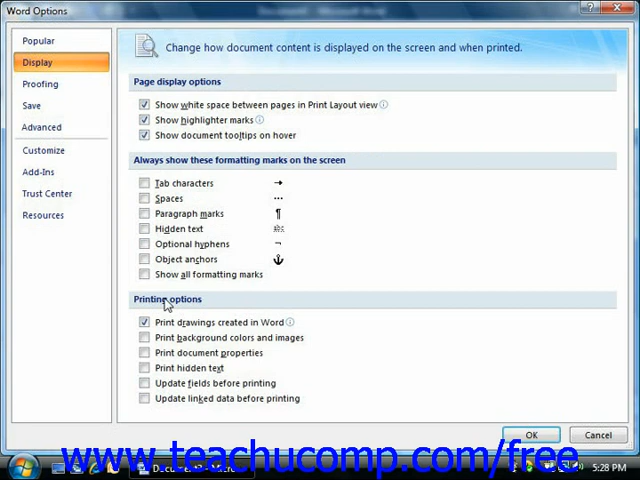 Word Options
Popular
Display
Proofing
Save
Advanced
Customize
Add-Ins
Trust Center
Resources
Change how document content is displayed on the screen and when printed.
Page display options
Show white space between pages in Print Layout view
Show highlighter marks
Show document tooltips on hover
Always show these formatting marks on the screen
Tab characters →
Spaces ···
Paragraph marks ¶
Hidden text abc
Optional hyphens ¬
Object anchors
Show all formatting marks
Printing options
Print drawings created in Word
Print background colors and images
Print document properties
Print hidden text
Update fields before printing
Update linked data before printing
OK
Cancel
www.teachucomp.com/free
5:28 PM